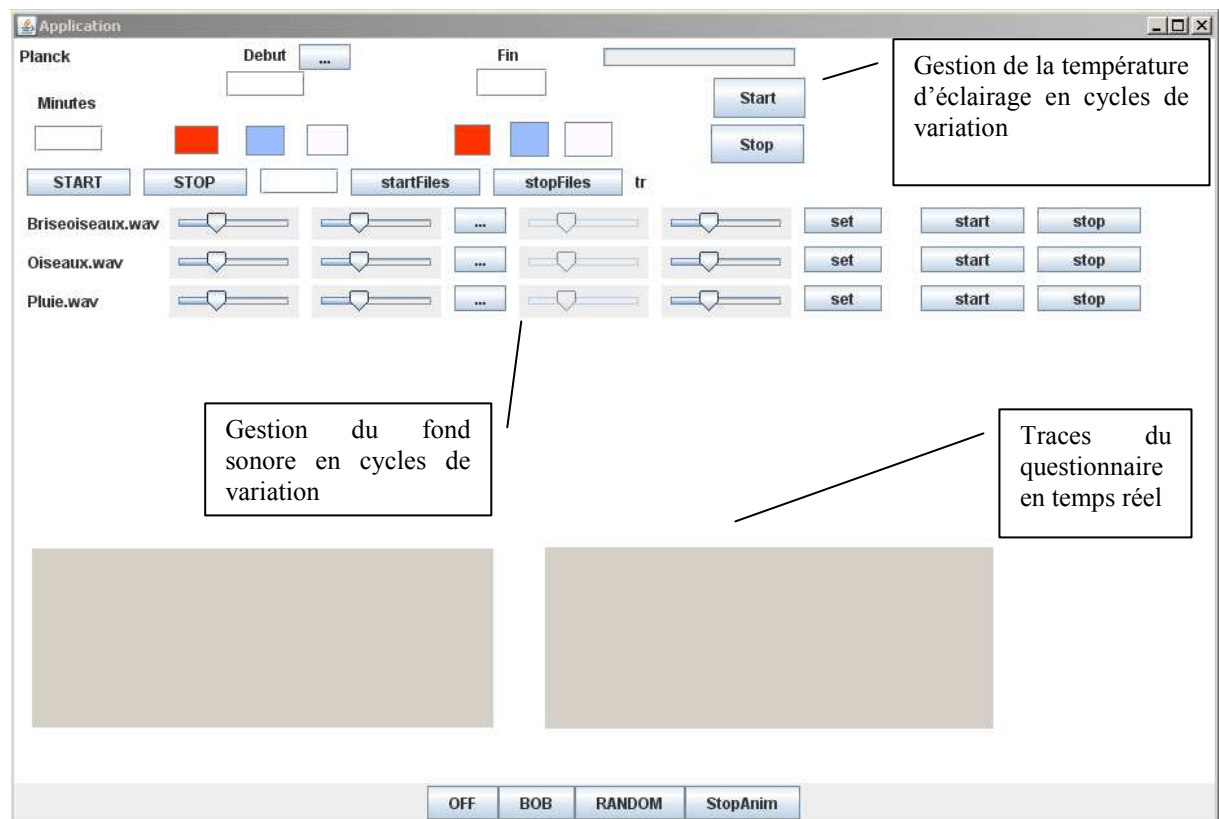 Application
Planck Debut ... Fin
Minutes
Start
Stop
Gestion de la température
d'éclairage en cycles de
variation
START STOP startFiles stopFiles tr
Briseoiseaux.wav ... set start stop
Oiseaux.wav ... set start stop
Pluie.wav ... set start stop
Gestion du fond
sonore en cycles de
variation
Traces du
questionnaire
en temps réel
OFF BOB RANDOM StopAnim